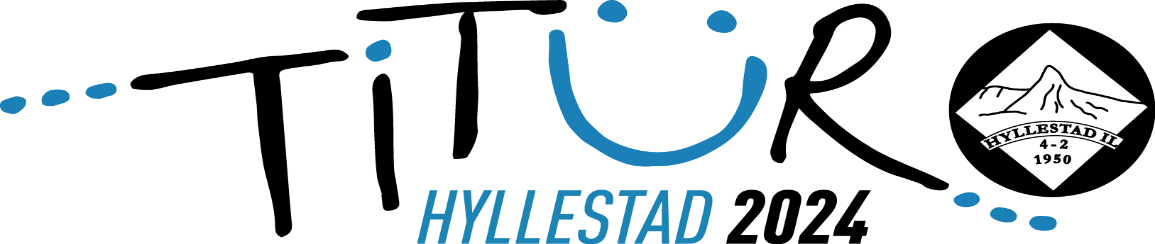 TiTÜR
HYLLESTAD 2024
HYLLESTAD IL
4-2
1950